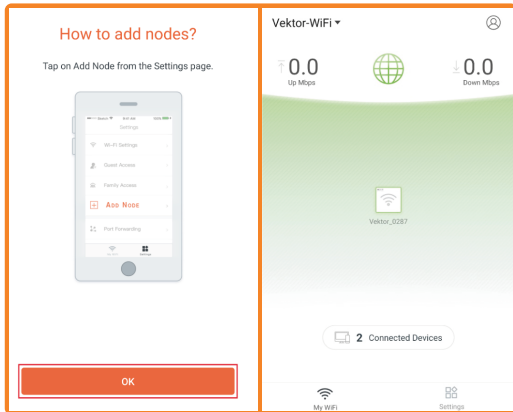 How to add nodes?
Tap on Add Node from the Settings page.
Settings
Wi-Fi Settings
Guest Access
Family Access
ADD NODE
Port Forwarding
Settings
OK
Vektor-WiFi
0.0
Up Mbps
0.0
Down Mbps
Vektor_0287
2 Connected Devices
My WiFi
Settings